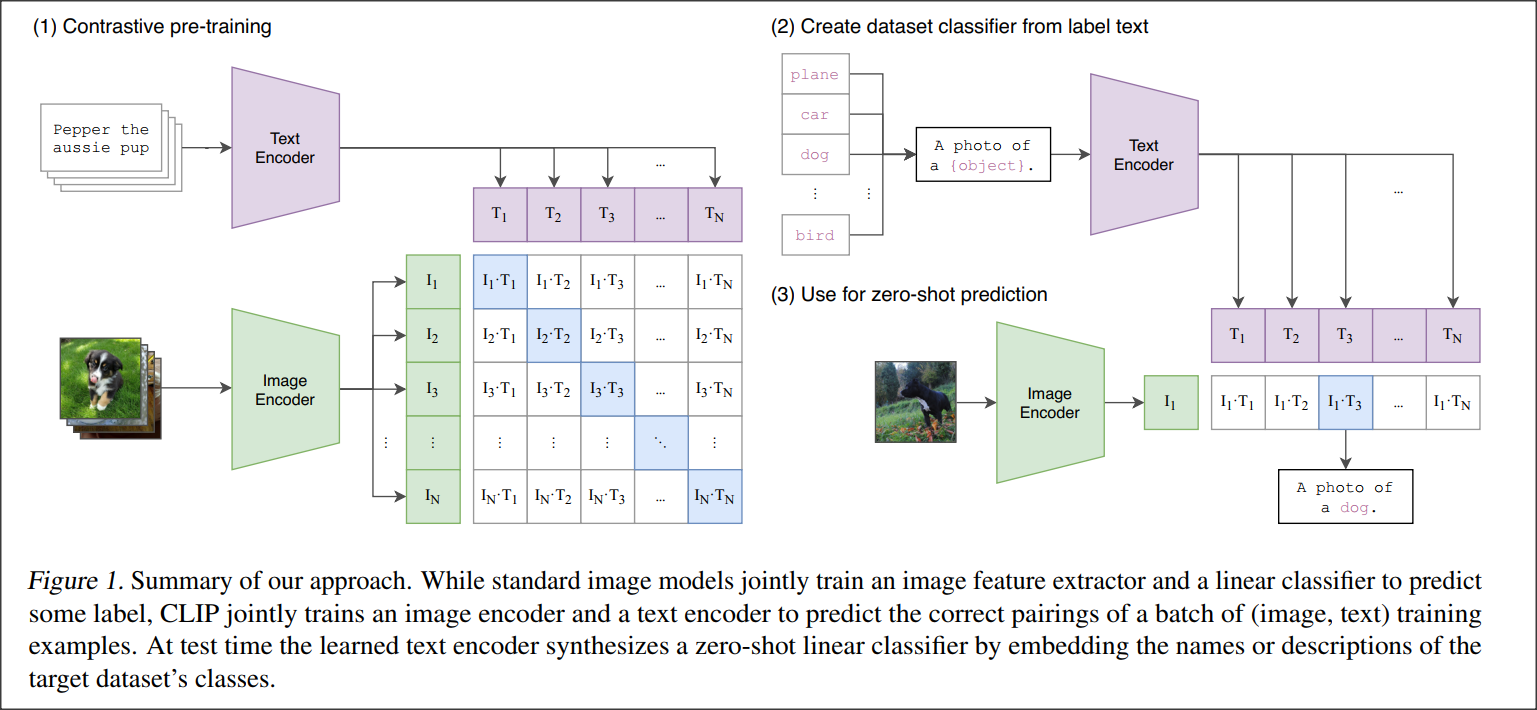 (1) Contrastive pre-training
Pepper the
aussie pup
Text
Encoder
...
T1 T2 T3 ... TN
Image
Encoder
I1 I1·T1 I1·T2 I1·T3 ... I1·TN
I2 I2·T1 I2·T2 I2·T3 ... I2·TN
I3 I3·T1 I3·T2 I3·T3 ... I3·TN
⋮ ⋮ ⋮ ⋮ ⋮ ⋱ ⋮
IN IN·T1 IN·T2 IN·T3 ... IN·TN
(2) Create dataset classifier from label text
plane
car
dog
⋮ ⋮
bird
A photo of
a {object}.
Text
Encoder
...
(3) Use for zero-shot prediction
T1 T2 T3 ... TN
Image
Encoder
I1 I1·T1 I1·T2 I1·T3 ... I1·TN
A photo of
a dog.
Figure 1. Summary of our approach. While standard image models jointly train an image feature extractor and a linear classifier to predict
some label, CLIP jointly trains an image encoder and a text encoder to predict the correct pairings of a batch of (image, text) training
examples. At test time the learned text encoder synthesizes a zero-shot linear classifier by embedding the names or descriptions of the
target dataset's classes.